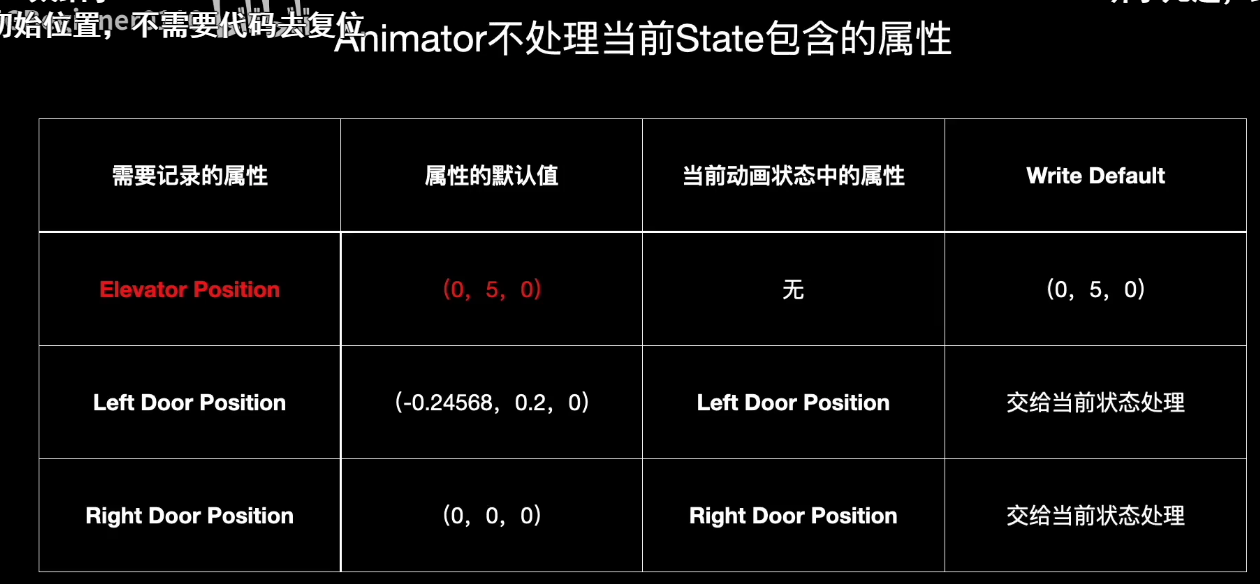 初始位置，不需要代码去复位
Animator不处理当前State包含的属性
需要记录的属性 属性的默认值 当前动画状态中的属性 Write Default
Elevator Position （0，5，0） 无 （0，5，0）
Left Door Position （-0.24568，0.2，0） Left Door Position 交给当前状态处理
Right Door Position （0，0，0） Right Door Position 交给当前状态处理